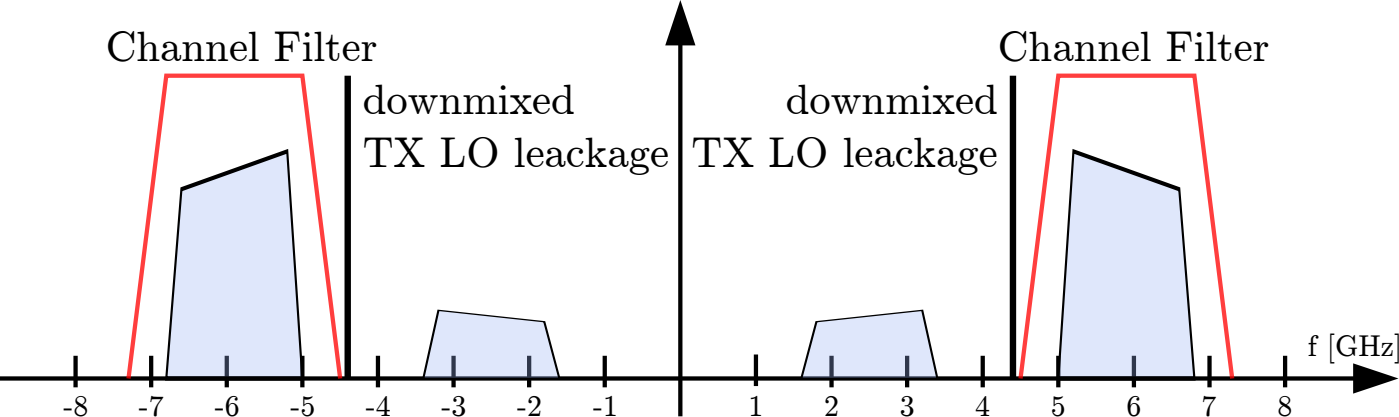 Channel Filter
Channel Filter
downmixed
TX LO leackage
downmixed
TX LO leackage
f [GHz]
-8 -7 -6 -5 -4 -3 -2 -1 1 2 3 4 5 6 7 8